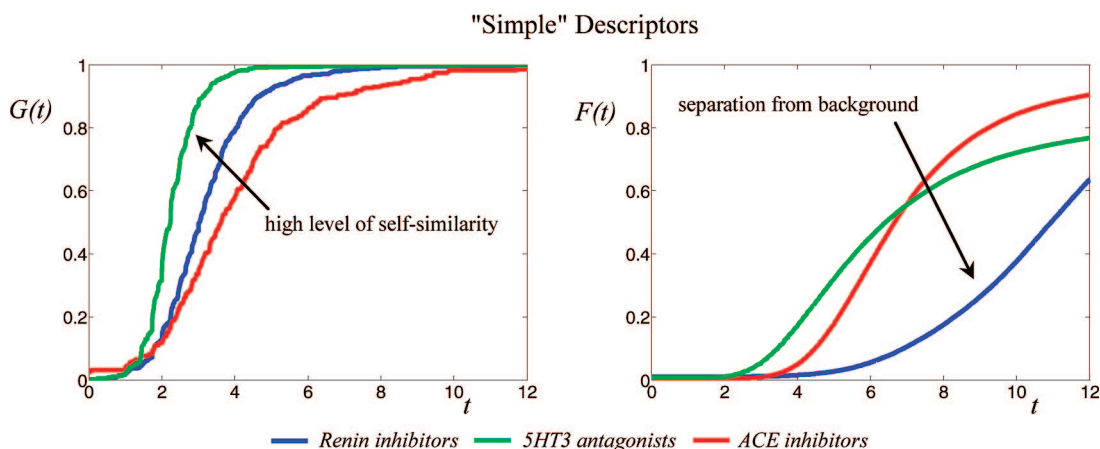 "Simple" Descriptors
G(t)
1
0.8
0.6
0.4
0.2
0
0 2 4 6 8 10 12
t
high level of self-similarity
F(t)
1
0.8
0.6
0.4
0.2
0
0 2 4 6 8 10 12
t
separation from background
Renin inhibitors 5HT3 antagonists ACE inhibitors